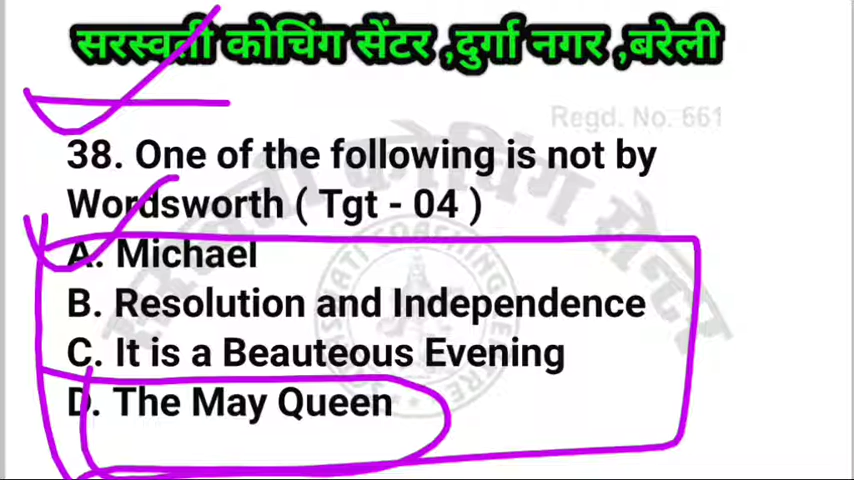 सरस्वती कोचिंग सेंटर ,दुर्गा नगर ,बरेली
Regd. No. 661
38. One of the following is not by
Wordsworth ( Tgt - 04 )
A. Michael
B. Resolution and Independence
C. It is a Beauteous Evening
D. The May Queen